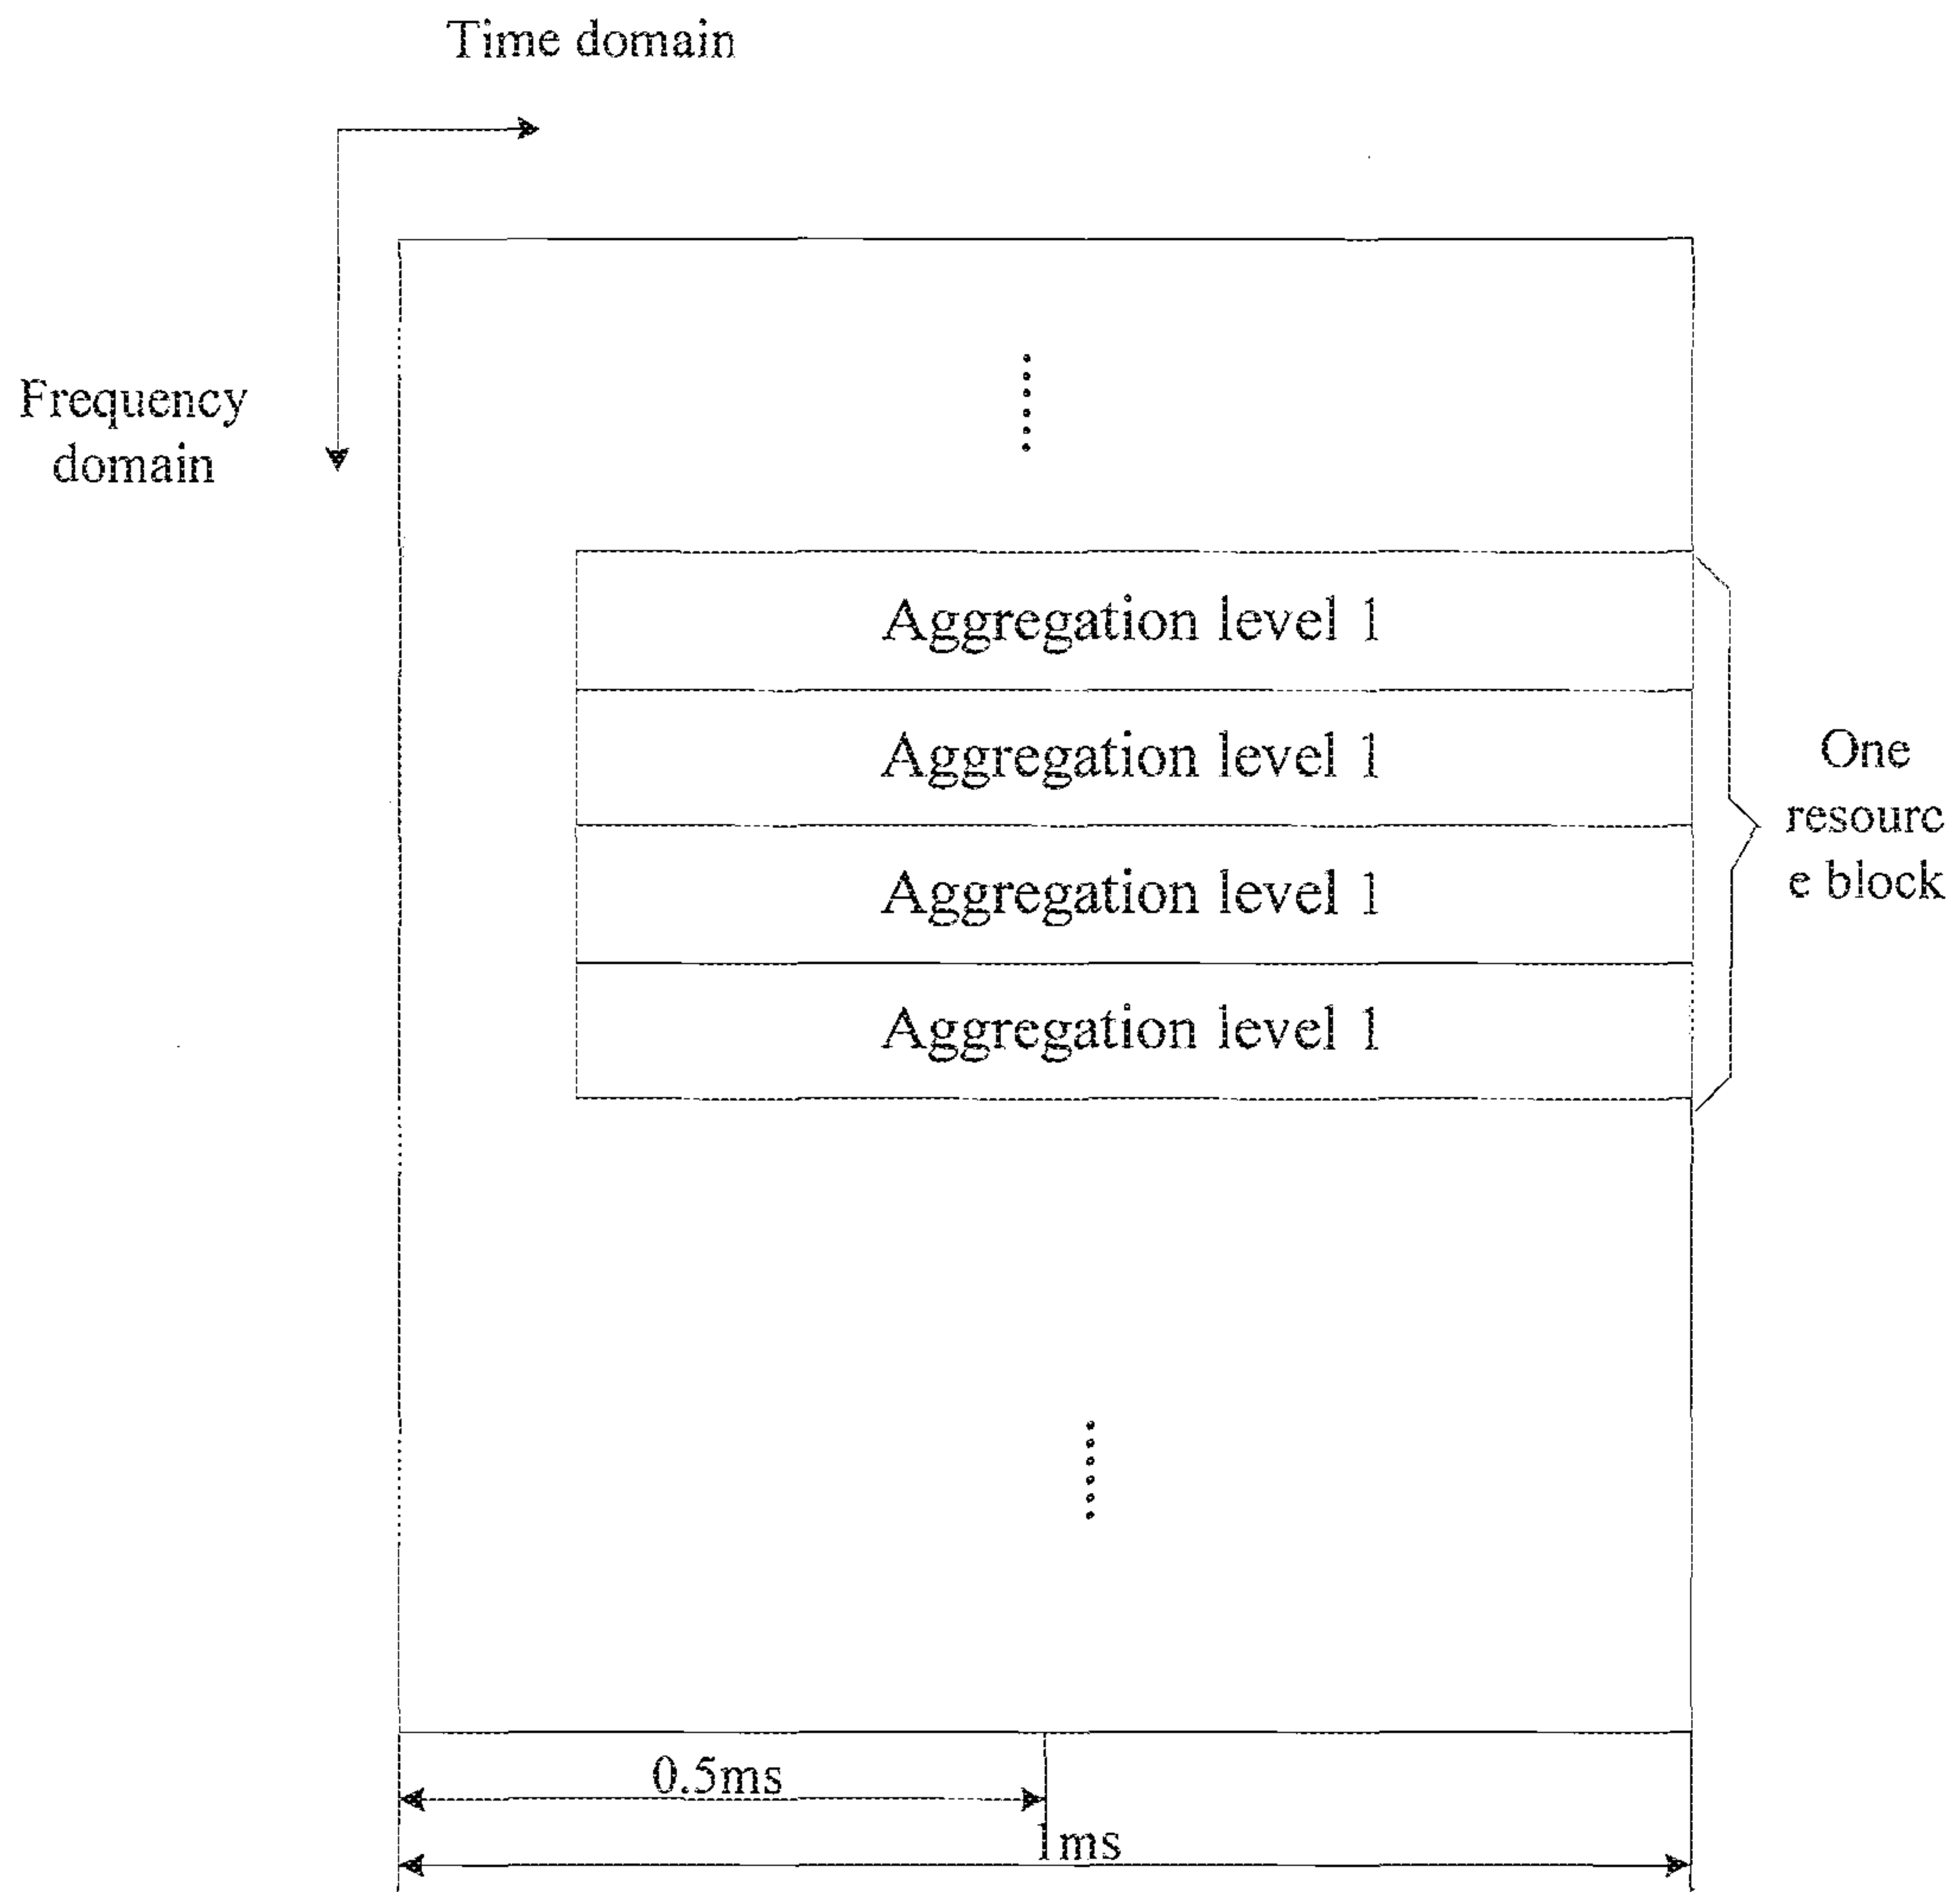 Time domain
Frequency
domain
Aggregation level 1
Aggregation level 1
Aggregation level 1
Aggregation level 1
One
resourc
e block
0.5ms
1ms